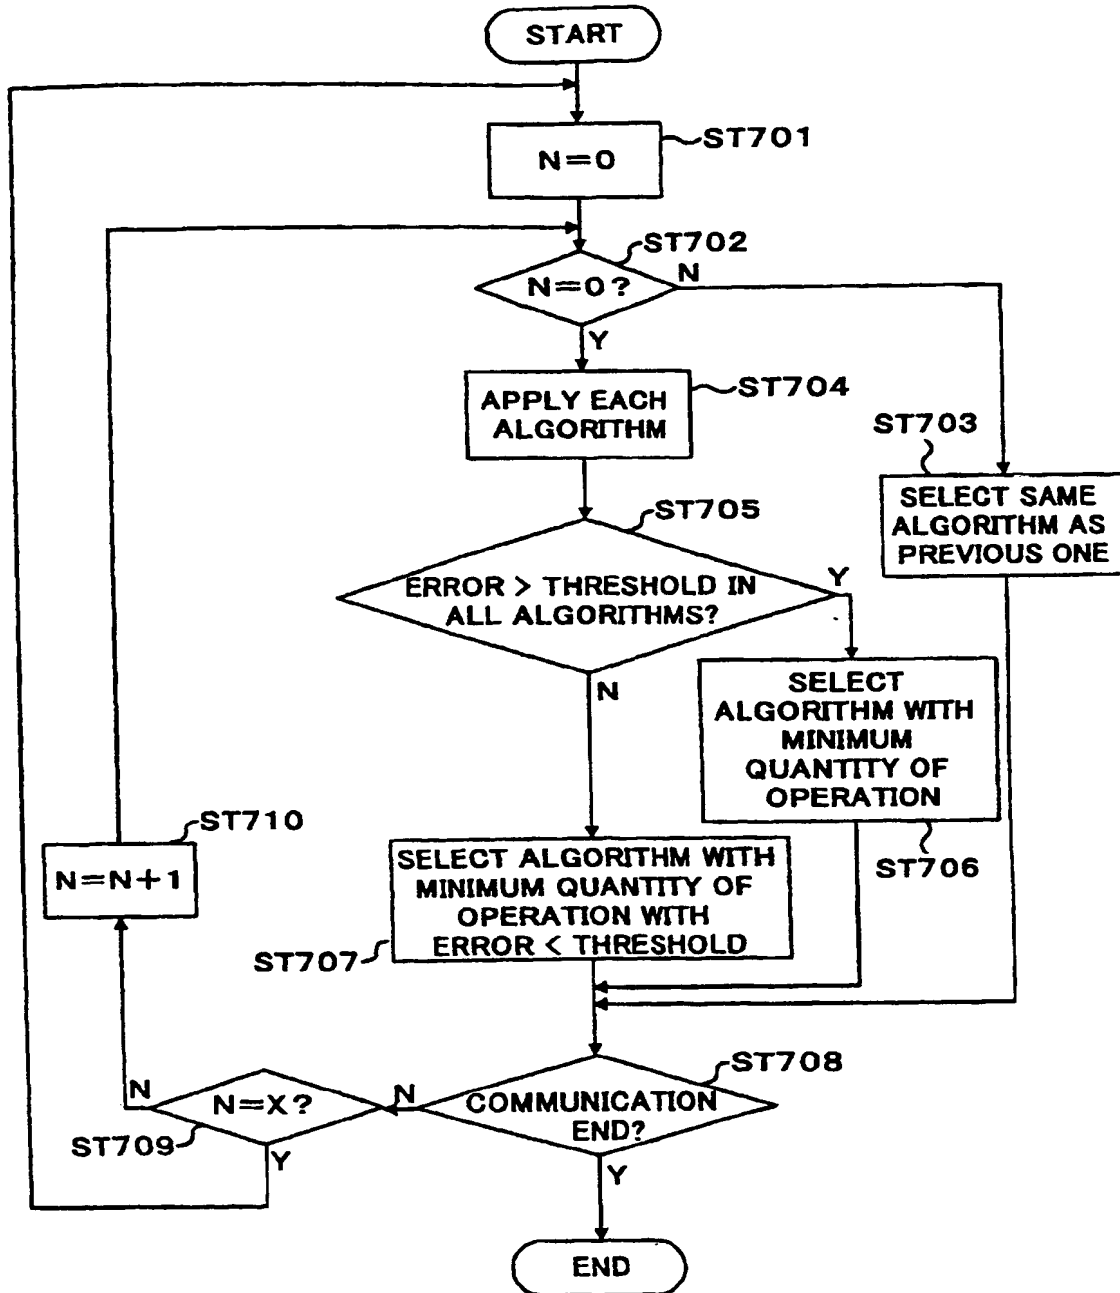 START
N=0
ST701
ST702
N=0?
N
Y
APPLY EACH
ALGORITHM
ST704
ST703
SELECT SAME
ALGORITHM AS
PREVIOUS ONE
ST705
ERROR > THRESHOLD IN
ALL ALGORITHMS?
Y
N
SELECT
ALGORITHM WITH
MINIMUM
QUANTITY OF
OPERATION
ST706
ST710
N=N+1
SELECT ALGORITHM WITH
MINIMUM QUANTITY OF
OPERATION WITH
ERROR < THRESHOLD
ST707
ST708
COMMUNICATION
END?
N
Y
N=X?
N
ST709
Y
END